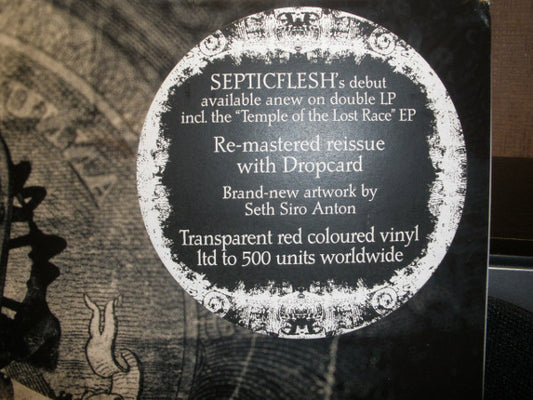 SEPTICFLESH's debut
available anew on double LP
incl. the "Temple of the Lost Race" EP
Re-mastered reissue
with Dropcard
Brand-new artwork by
Seth Siro Anton
Transparent red coloured vinyl
ltd to 500 units worldwide